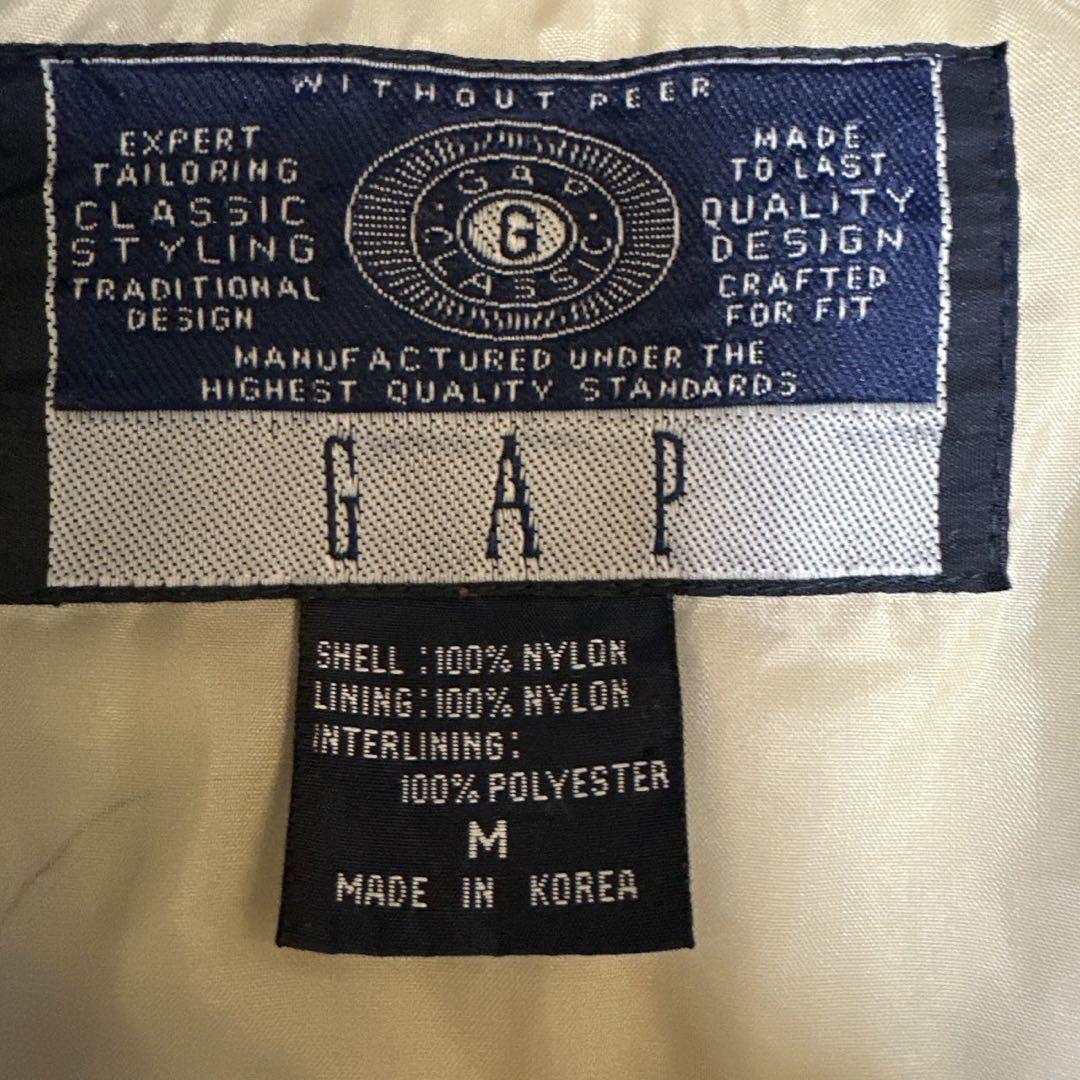 WITHOUT PEER
EXPERT
TAILORING
CLASSIC
STYLING
TRADITIONAL
DESIGN
GAP
G
CLASSIC
MADE
TO LAST
QUALITY
DESIGN
CRAFTED
FOR FIT
MANUFACTURED UNDER THE
HIGHEST QUALITY STANDARDS
GAP
SHELL :100% NYLON
LINING:100% NYLON
INTERLINING:
100% POLYESTER
M
MADE IN KOREA